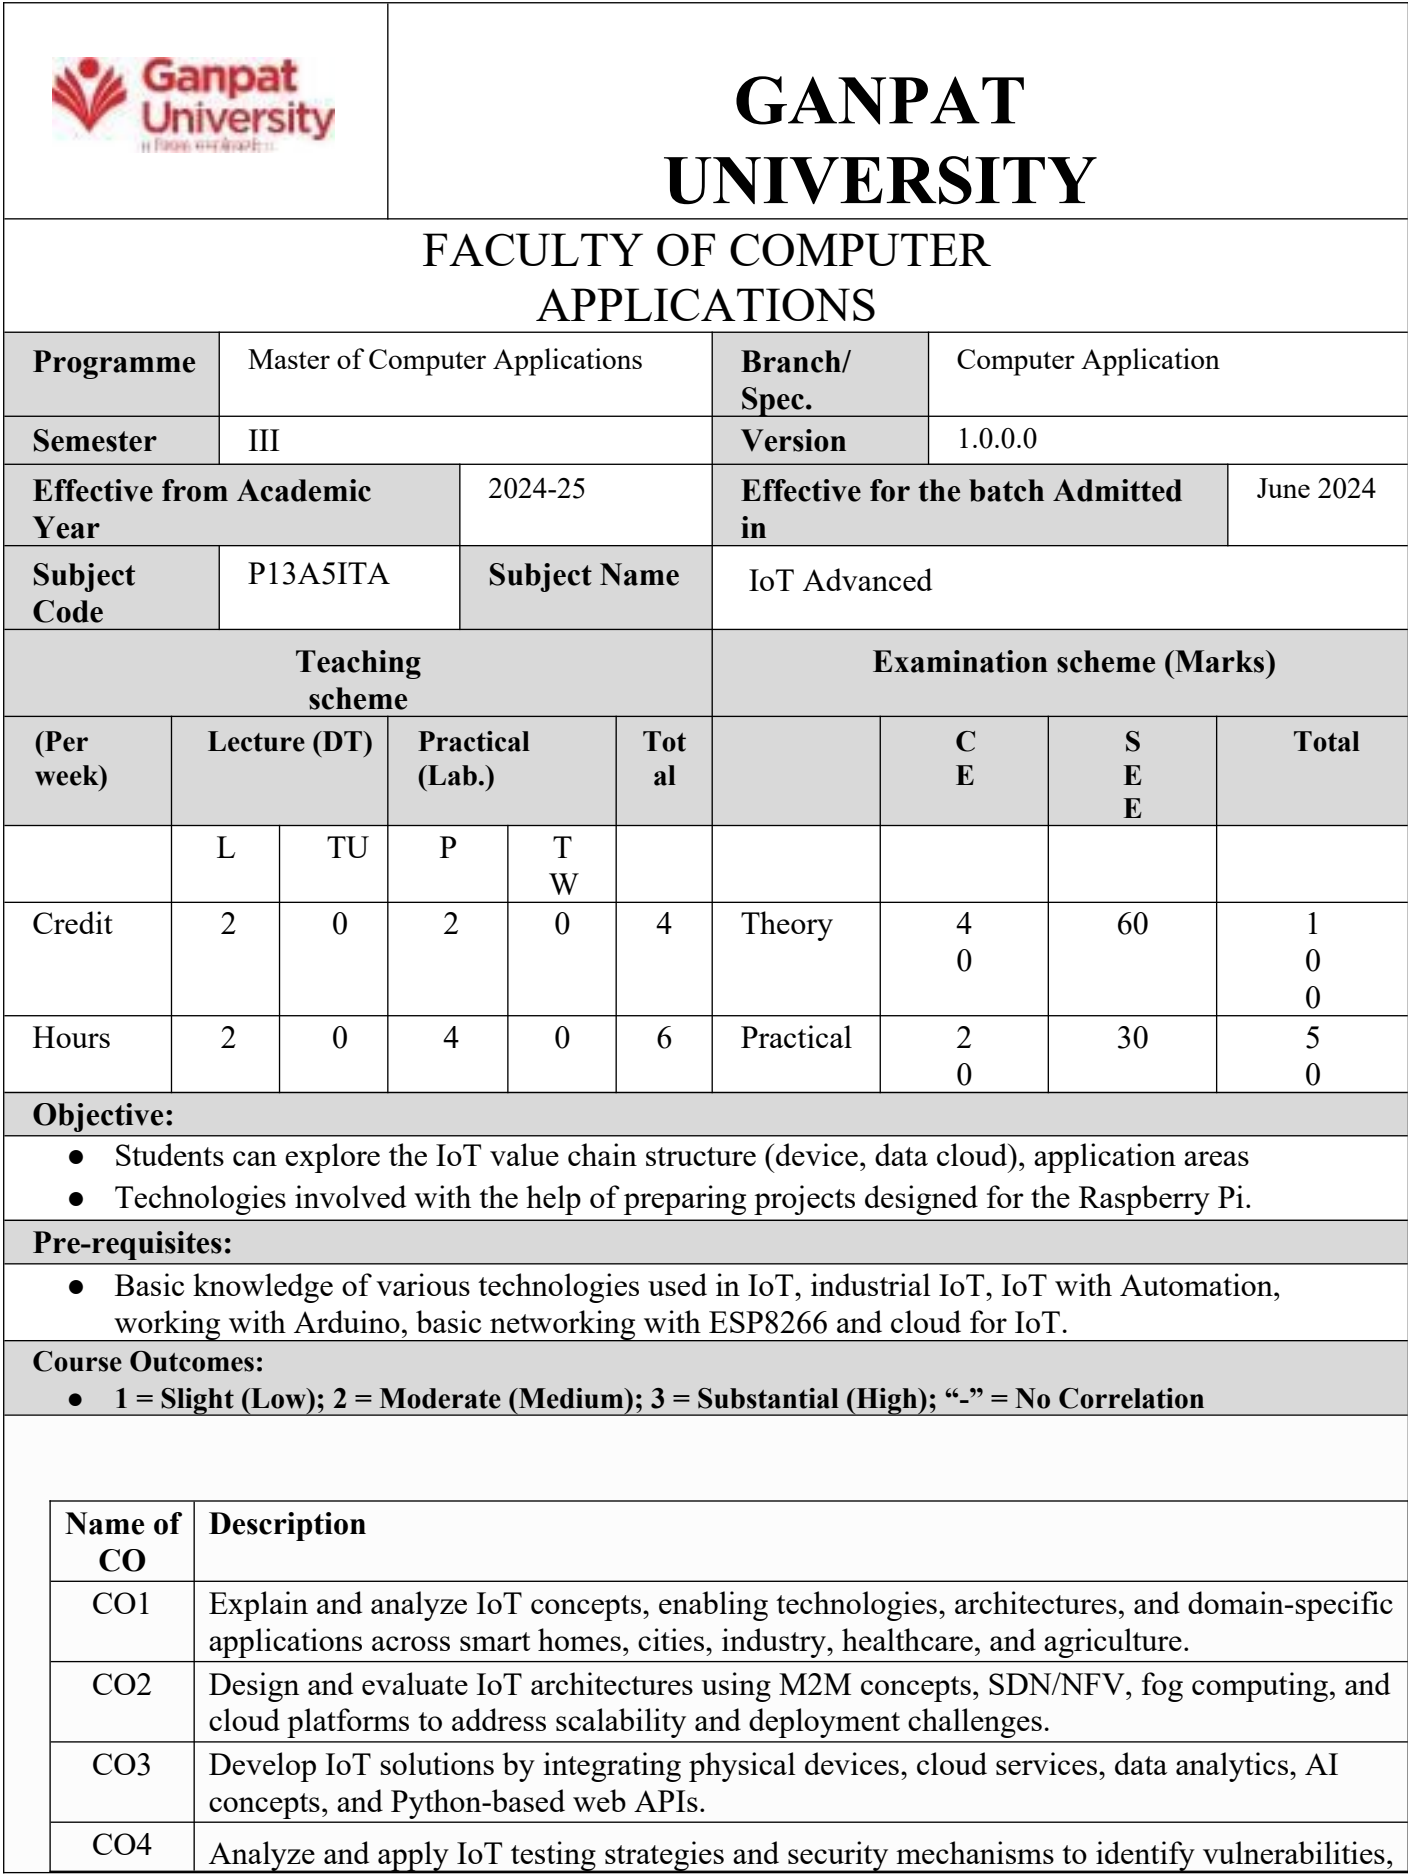 Ganpat
University
GANPAT
UNIVERSITY
FACULTY OF COMPUTER
APPLICATIONS
Programme Master of Computer Applications Branch/ Computer Application
Spec.
Semester III Version 1.0.0.0
Effective from Academic 2024-25 Effective for the batch Admitted June 2024
Year in
Subject P13A5ITA Subject Name IoT Advanced
Code
Teaching Examination scheme (Marks)
scheme
(Per Lecture (DT) Practical Tot C S Total
week) (Lab.) al E E
E
L TU P T
W
Credit 2 0 2 0 4 Theory 4 60 1
0 0
0
Hours 2 0 4 0 6 Practical 2 30 5
0 0
Objective:
● Students can explore the IoT value chain structure (device, data cloud), application areas
● Technologies involved with the help of preparing projects designed for the Raspberry Pi.
Pre-requisites:
● Basic knowledge of various technologies used in IoT, industrial IoT, IoT with Automation,
working with Arduino, basic networking with ESP8266 and cloud for IoT.
Course Outcomes:
● 1 = Slight (Low); 2 = Moderate (Medium); 3 = Substantial (High); “-” = No Correlation
Name of Description
CO
CO1 Explain and analyze IoT concepts, enabling technologies, architectures, and domain-specific
applications across smart homes, cities, industry, healthcare, and agriculture.
CO2 Design and evaluate IoT architectures using M2M concepts, SDN/NFV, fog computing, and
cloud platforms to address scalability and deployment challenges.
CO3 Develop IoT solutions by integrating physical devices, cloud services, data analytics, AI
concepts, and Python-based web APIs.
CO4 Analyze and apply IoT testing strategies and security mechanisms to identify vulnerabilities,